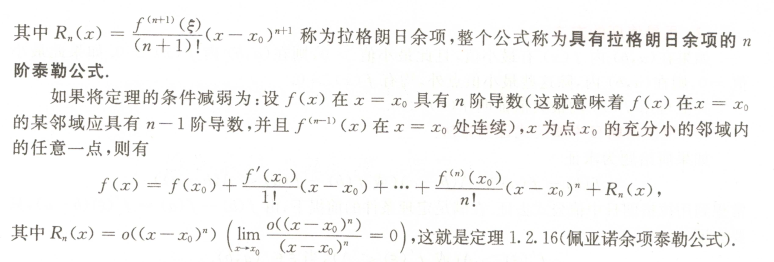 其中 R_n(x) = \frac{f^{(n+1)}(ξ)}{(n+1)!}(x-x_0)^{n+1} 称为拉格朗日余项,整个公式称为具有拉格朗日余项的 n
阶泰勒公式.
如果将定理的条件减弱为:设 f(x) 在 x = x_0 具有 n 阶导数(这就意味着 f(x) 在x = x_0
的某邻域应具有 n-1 阶导数,并且 f^{(n-1)}(x) 在 x = x_0 处连续),x 为点 x_0 的充分小的邻域内
的任意一点,则有
f(x) = f(x_0) + \frac{f'(x_0)}{1!}(x-x_0) + ⋯ + \frac{f^{(n)}(x_0)}{n!}(x-x_0)^n + R_n(x),
其中 R_n(x) = o((x-x_0)^n) (\lim_{x→x_0} \frac{o((x-x_0)^n)}{(x-x_0)^n} = 0),这就是定理 1.2.16(佩亚诺余项泰勒公式).